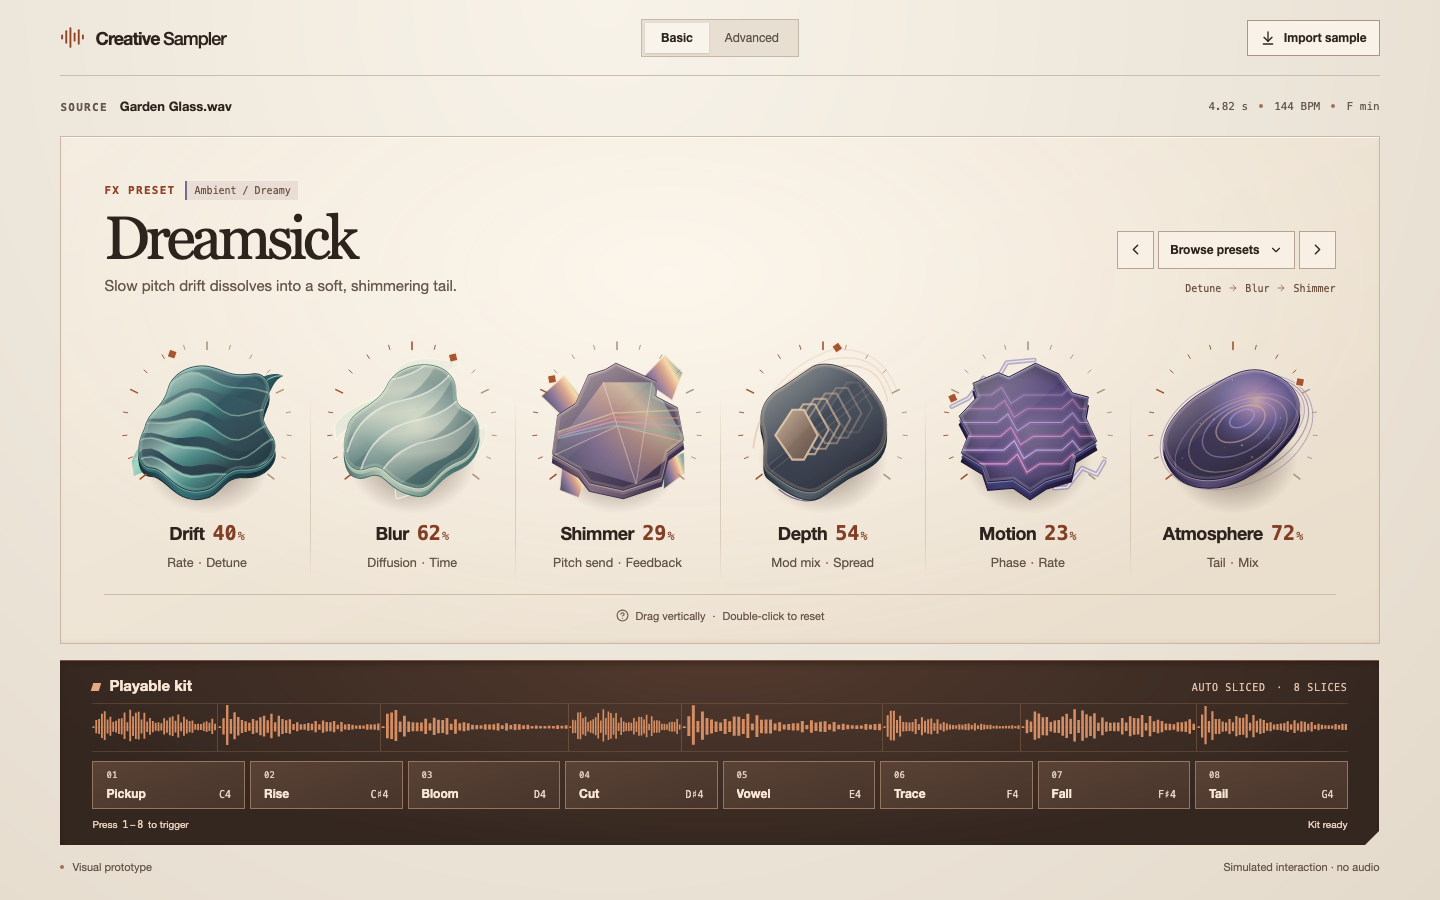 Creative Sampler
Basic
Advanced
Import sample
SOURCE Garden Glass.wav
4.82 s • 144 BPM • F min
FX PRESET
Ambient / Dreamy
Dreamsick
Slow pitch drift dissolves into a soft, shimmering tail.
Browse presets
Detune → Blur → Shimmer
Drift 40%
Rate · Detune
Blur 62%
Diffusion · Time
Shimmer 29%
Pitch send · Feedback
Depth 54%
Mod mix · Spread
Motion 23%
Phase · Rate
Atmosphere 72%
Tail · Mix
Drag vertically · Double-click to reset
Playable kit
AUTO SLICED · 8 SLICES
01
Pickup C4
02
Rise C♯4
03
Bloom D4
04
Cut D♯4
05
Vowel E4
06
Trace F4
07
Fall F♯4
08
Tail G4
Press 1–8 to trigger
Kit ready
• Visual prototype
Simulated interaction · no audio